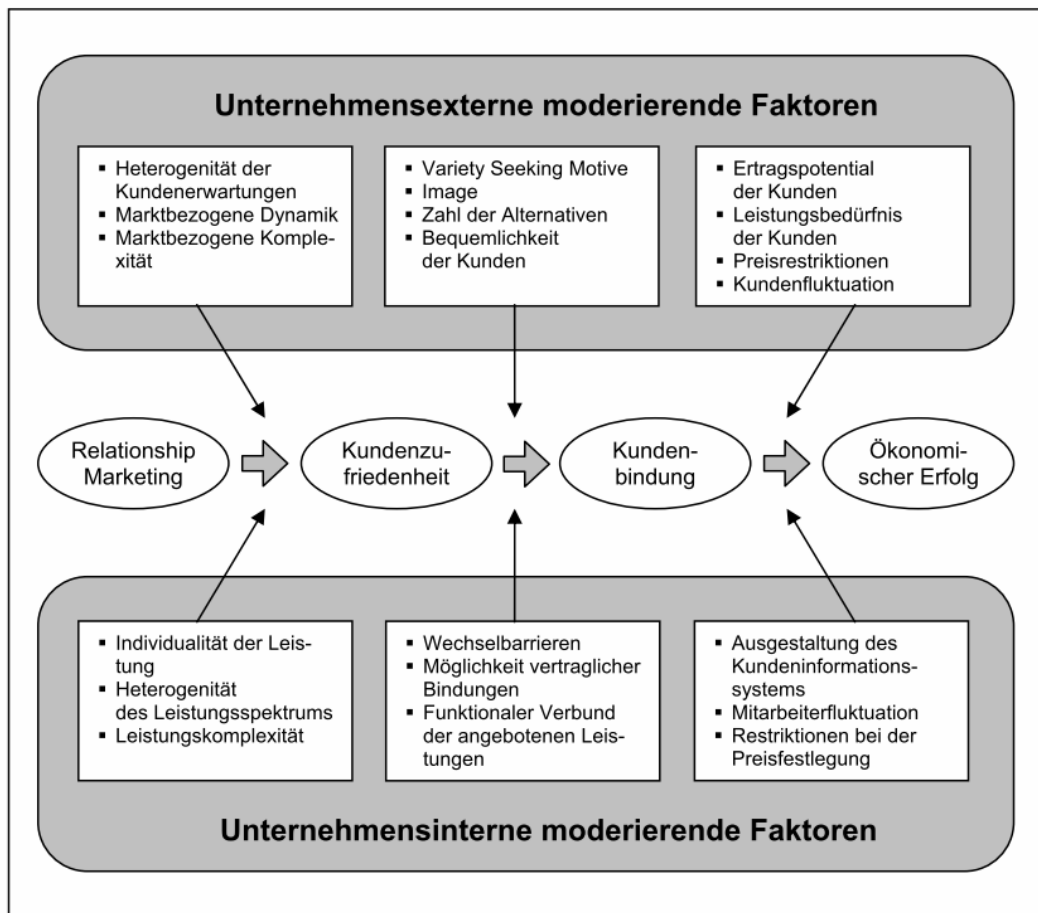 Unternehmensexterne moderierende Faktoren
▪ Heterogenität der
Kundenerwartungen
▪ Marktbezogene Dynamik
▪ Marktbezogene Komple-
xität
▪ Variety Seeking Motive
▪ Image
▪ Zahl der Alternativen
▪ Bequemlichkeit
der Kunden
▪ Ertragspotential
der Kunden
▪ Leistungsbedürfnis
der Kunden
▪ Preisrestriktionen
▪ Kundenfluktuation
Relationship
Marketing
Kundenzu-
friedenheit
Kunden-
bindung
Ökonomi-
scher Erfolg
▪ Individualität der Leis-
tung
▪ Heterogenität
des Leistungsspektrums
▪ Leistungskomplexität
▪ Wechselbarrieren
▪ Möglichkeit vertraglicher
Bindungen
▪ Funktionaler Verbund
der angebotenen Leis-
tungen
▪ Ausgestaltung des
Kundeninformations-
systems
▪ Mitarbeiterfluktuation
▪ Restriktionen bei der
Preisfestlegung
Unternehmensinterne moderierende Faktoren